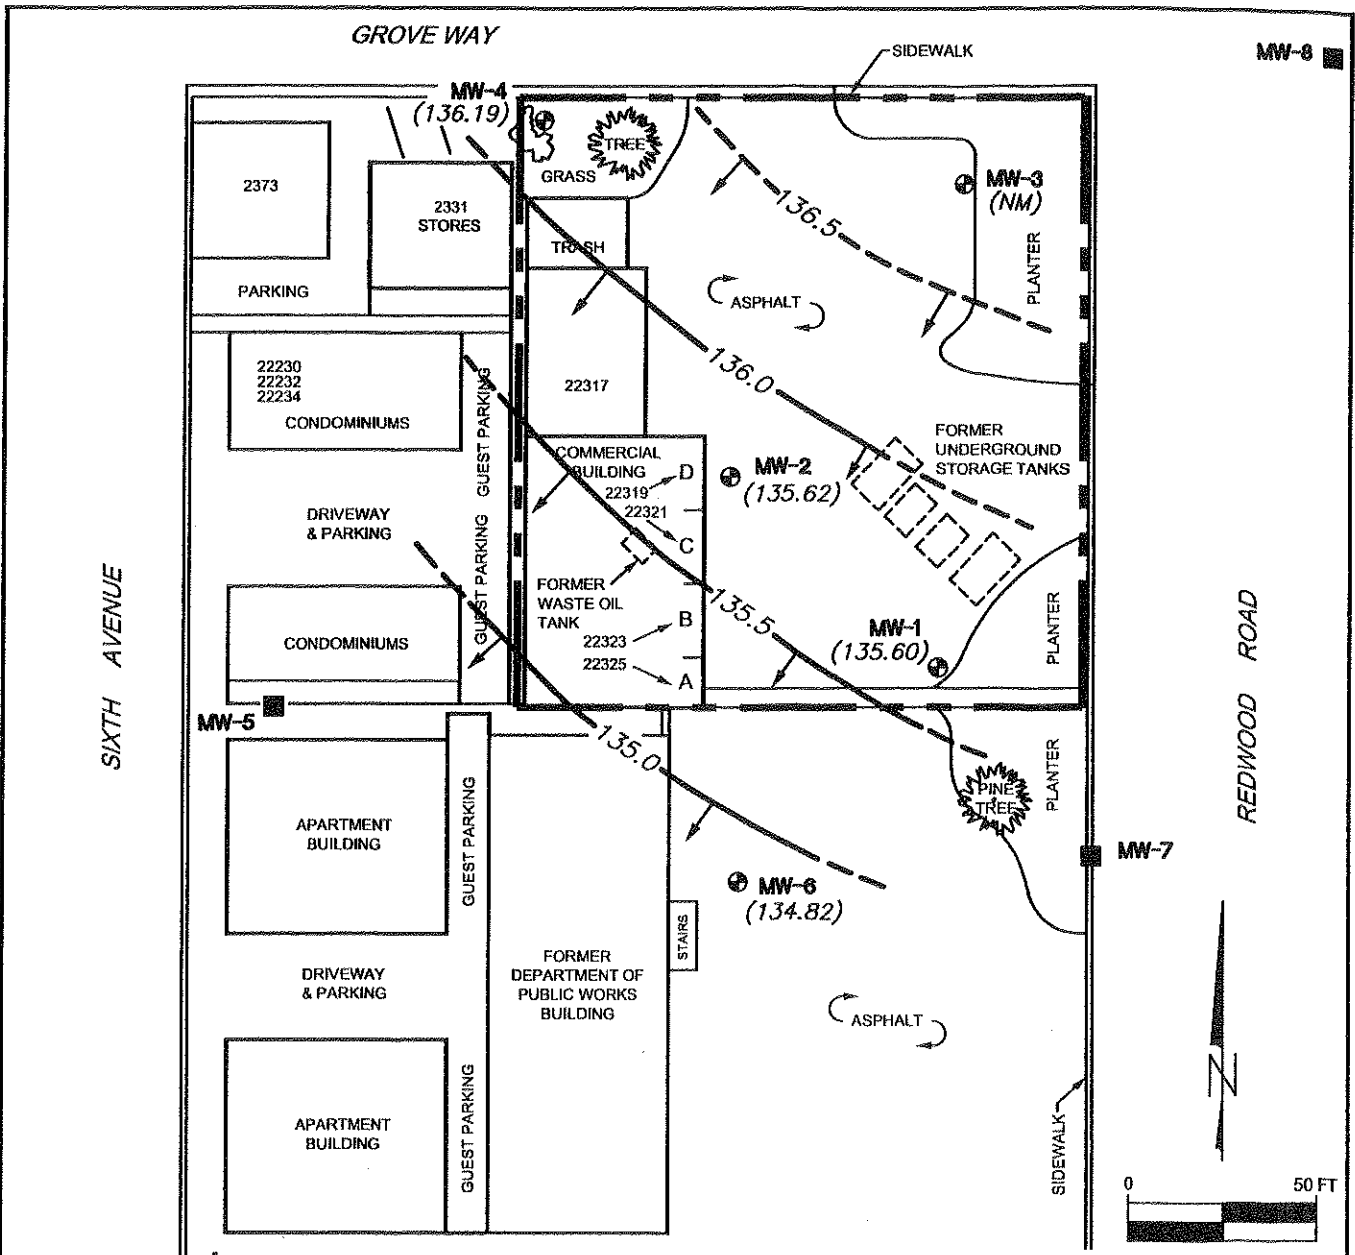 GROVE WAY
SIDEWALK
MW-8
MW-4
(136.19)
TREE
GRASS
2373
2331
STORES
MW-3
(NM)
136.5
TRASH
PLANTER
PARKING
ASPHALT
136.0
22317
22230
22232
22234
CONDOMINIUMS
GUEST PARKING
FORMER
UNDERGROUND
STORAGE TANKS
COMMERCIAL
BUILDING
D
22319
22321
C
MW-2
(135.62)
DRIVEWAY
& PARKING
GUEST PARKING
SIXTH AVENUE
FORMER
WASTE OIL
TANK
135.5
B
22323
22325
A
MW-1
(135.60)
PLANTER
REDWOOD ROAD
CONDOMINIUMS
GUEST PARKING
MW-5
135.0
PLANTER
PINE
TREE
APARTMENT
BUILDING
GUEST PARKING
MW-7
MW-6
(134.82)
STAIRS
FORMER
DEPARTMENT OF
PUBLIC WORKS
BUILDING
DRIVEWAY
& PARKING
ASPHALT
N
APARTMENT
BUILDING
GUEST PARKING
SIDEWALK
0
50 FT